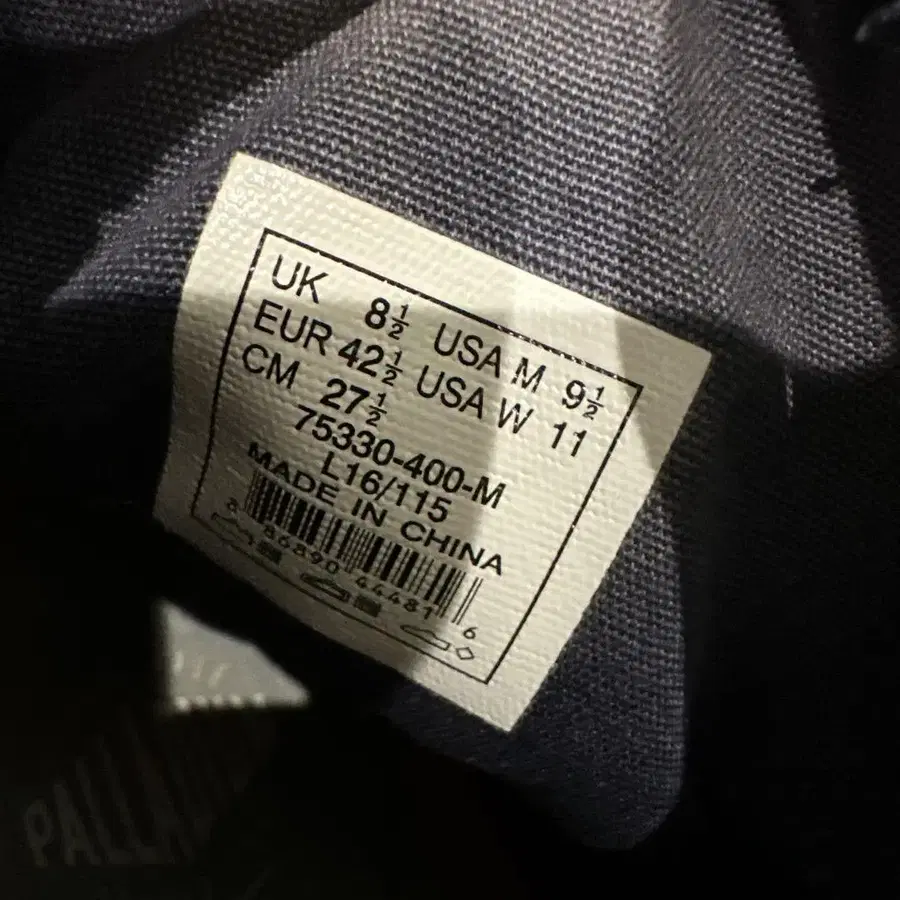 UK 8½ USA M 9½
EUR 42½ USA W 11
CM 27½
75330-400-M
L16/115
MADE IN CHINA
8 86890 44481 6